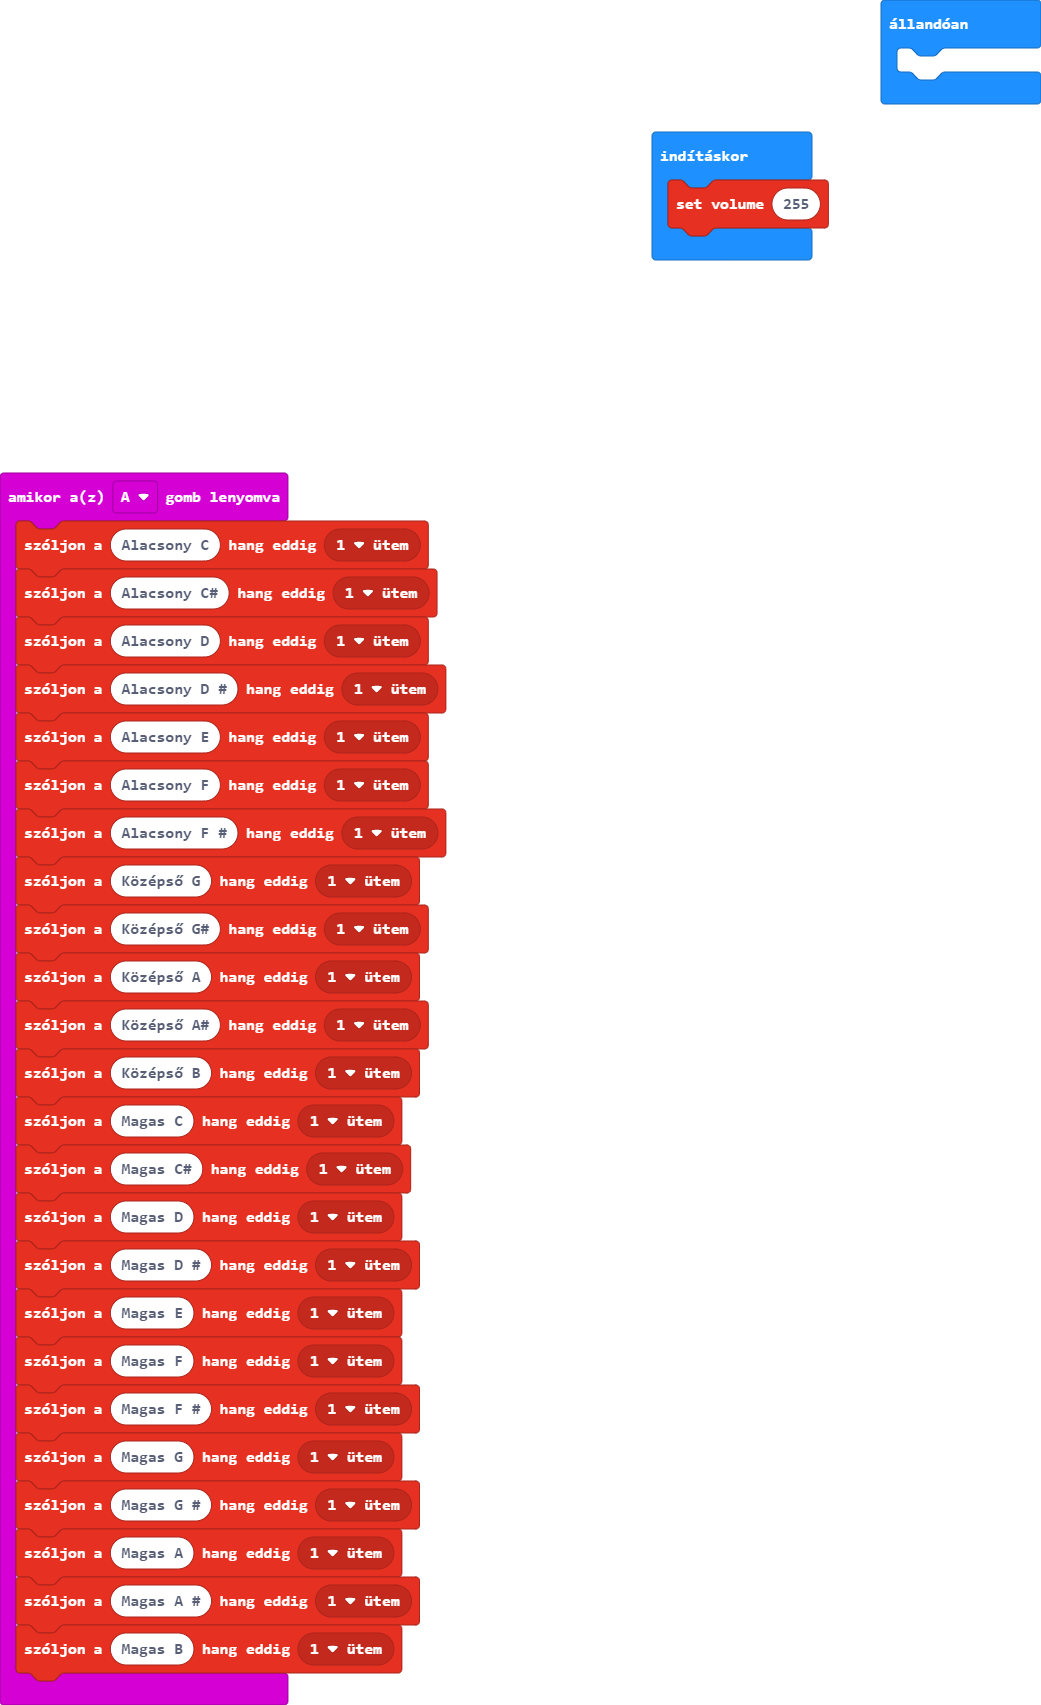 állandóan
indításkor
set volume 255
amikor a(z) A gomb lenyomva
szóljon a Alacsony C hang eddig 1 ütem
szóljon a Alacsony C# hang eddig 1 ütem
szóljon a Alacsony D hang eddig 1 ütem
szóljon a Alacsony D # hang eddig 1 ütem
szóljon a Alacsony E hang eddig 1 ütem
szóljon a Alacsony F hang eddig 1 ütem
szóljon a Alacsony F # hang eddig 1 ütem
szóljon a Középső G hang eddig 1 ütem
szóljon a Középső G# hang eddig 1 ütem
szóljon a Középső A hang eddig 1 ütem
szóljon a Középső A# hang eddig 1 ütem
szóljon a Középső B hang eddig 1 ütem
szóljon a Magas C hang eddig 1 ütem
szóljon a Magas C# hang eddig 1 ütem
szóljon a Magas D hang eddig 1 ütem
szóljon a Magas D # hang eddig 1 ütem
szóljon a Magas E hang eddig 1 ütem
szóljon a Magas F hang eddig 1 ütem
szóljon a Magas F # hang eddig 1 ütem
szóljon a Magas G hang eddig 1 ütem
szóljon a Magas G # hang eddig 1 ütem
szóljon a Magas A hang eddig 1 ütem
szóljon a Magas A # hang eddig 1 ütem
szóljon a Magas B hang eddig 1 ütem